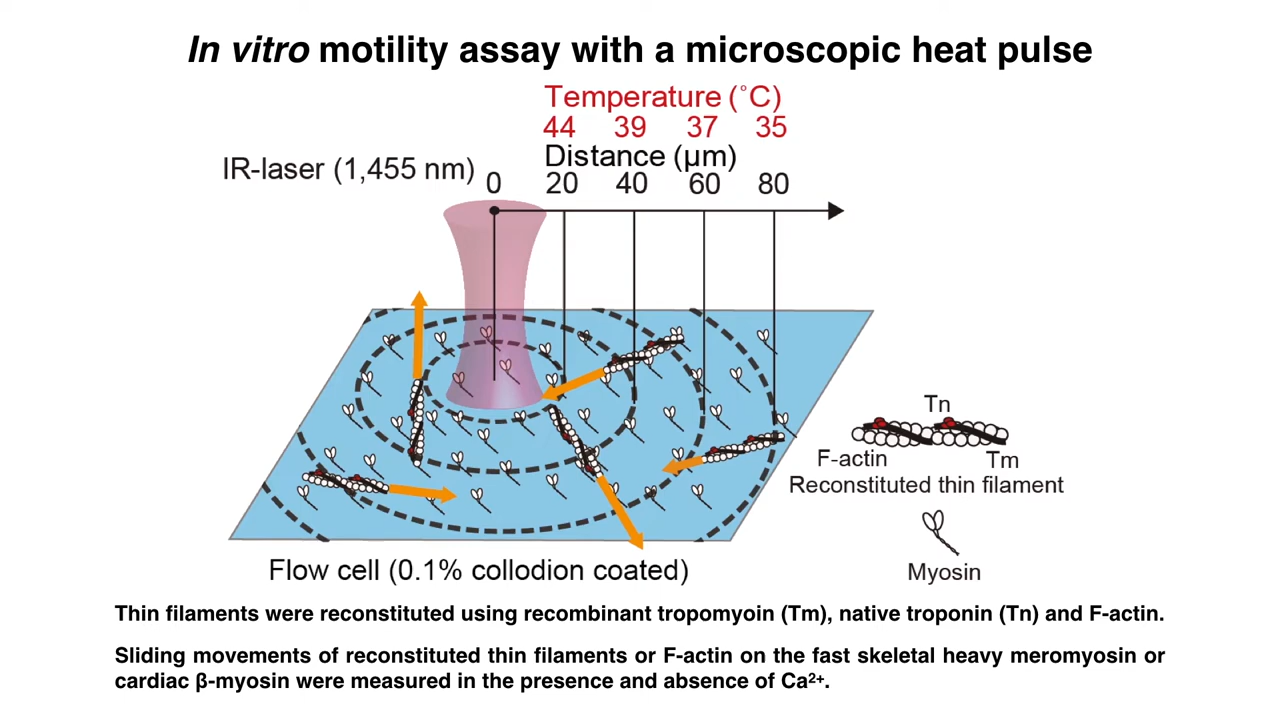 In vitro motility assay with a microscopic heat pulse
Temperature (˚C)
44 39 37 35
Distance (µm)
IR-laser (1,455 nm)
0 20 40 60 80
Tn
F-actin
Tm
Reconstituted thin filament
Myosin
Flow cell (0.1% collodion coated)
Thin filaments were reconstituted using recombinant tropomyoin (Tm), native troponin (Tn) and F-actin.
Sliding movements of reconstituted thin filaments or F-actin on the fast skeletal heavy meromyosin or
cardiac β-myosin were measured in the presence and absence of Ca²⁺.